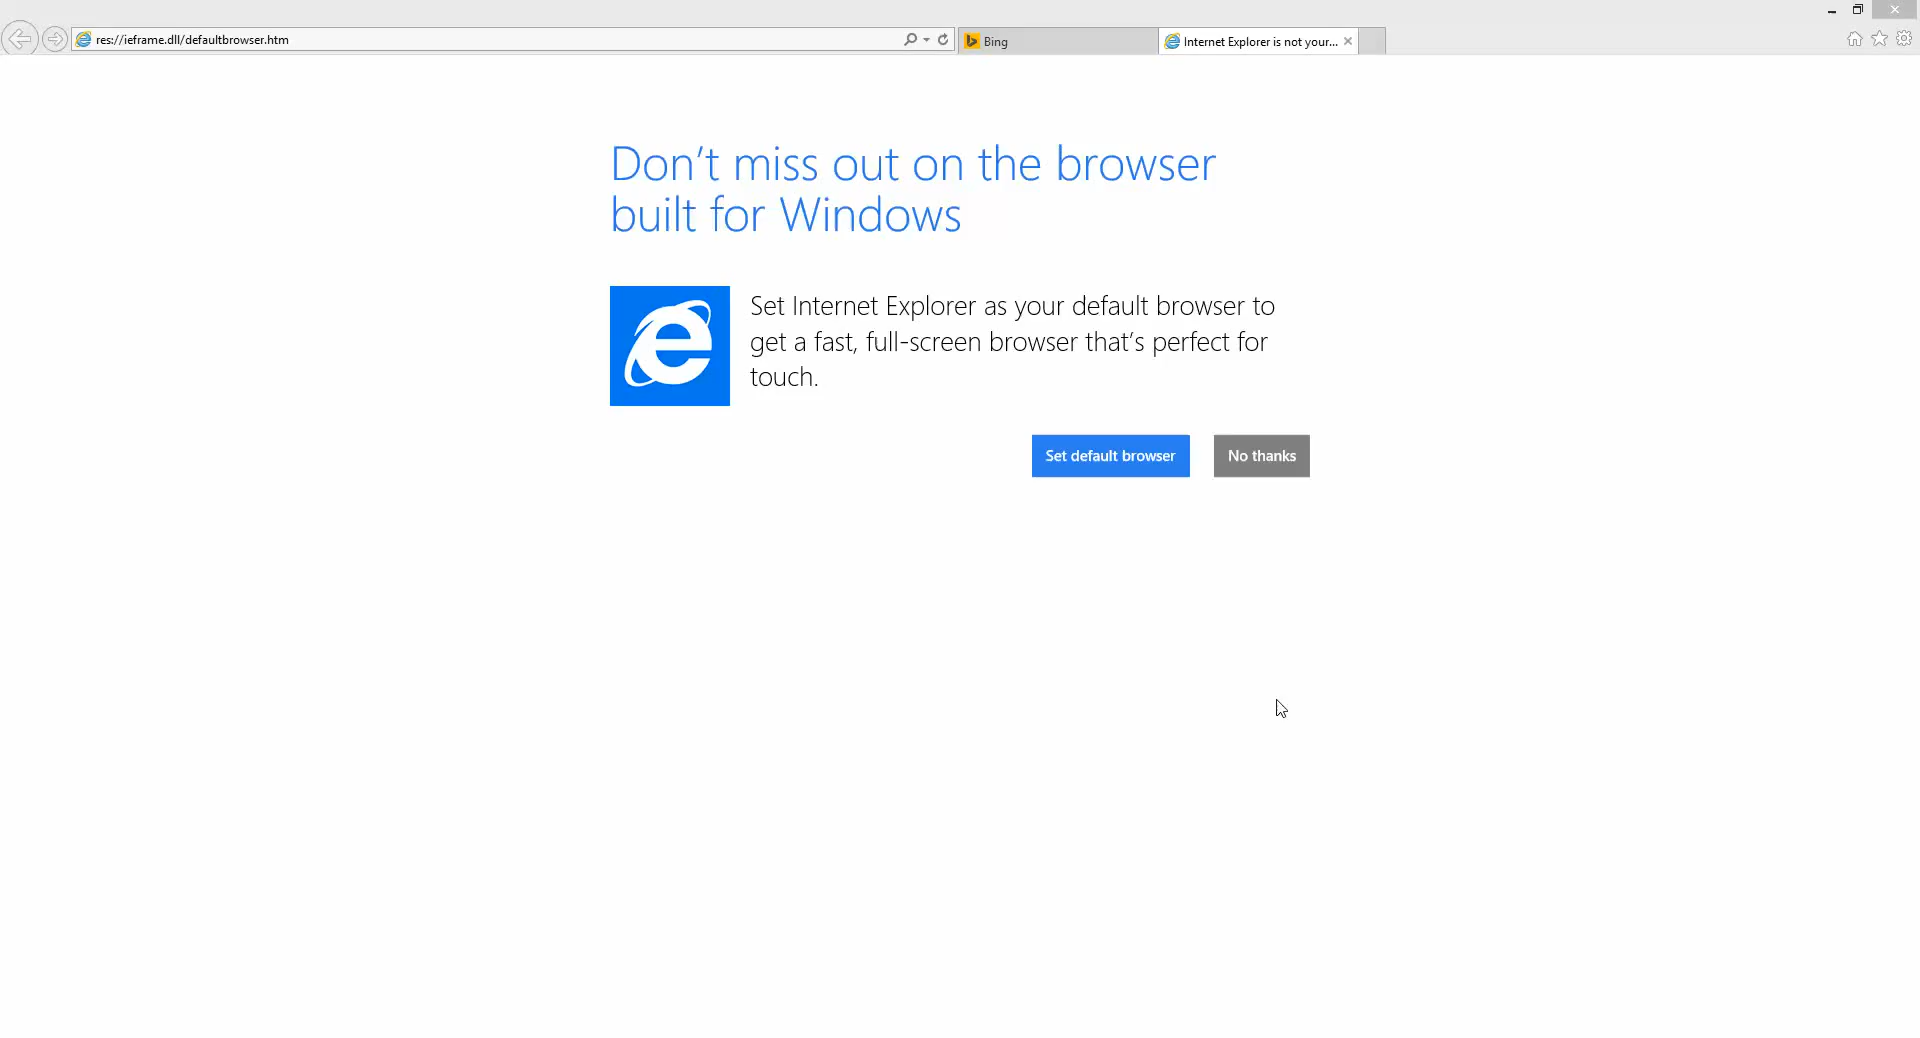 res://ieframe.dll/defaultbrowser.htm
Bing
Internet Explorer is not your...
Don't miss out on the browser
built for Windows
Set Internet Explorer as your default browser to
get a fast, full-screen browser that's perfect for
touch.
Set default browser
No thanks